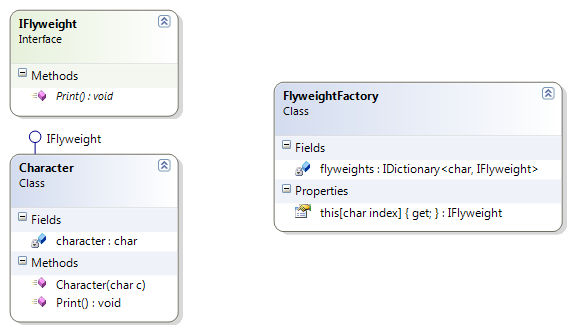 IFlyweight
Interface
Methods
Print() : void
IFlyweight
Character
Class
Fields
character : char
Methods
Character(char c)
Print() : void
FlyweightFactory
Class
Fields
flyweights : IDictionary<char, IFlyweight>
Properties
this[char index] { get; } : IFlyweight